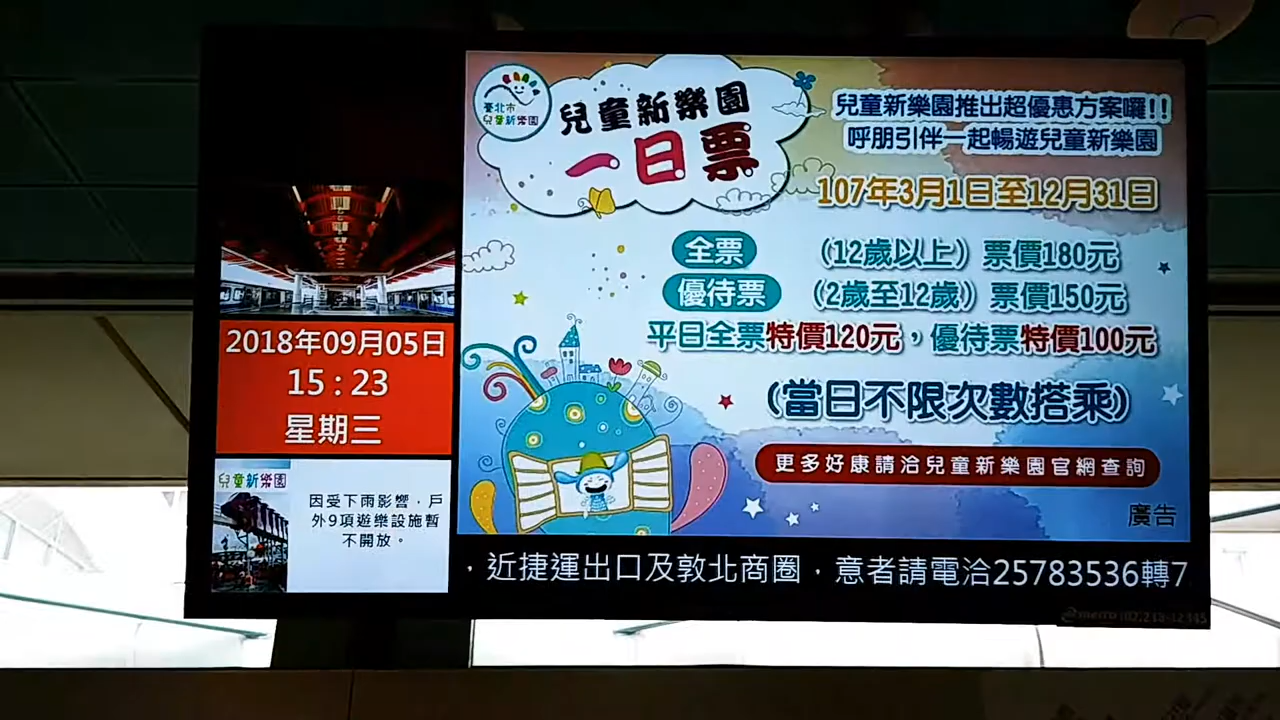 臺北市
兒童新樂園
兒童新樂園
一日票
兒童新樂園推出超優惠方案囉!!
呼朋引伴一起暢遊兒童新樂園
107年3月1日至12月31日
全票 (12歲以上) 票價180元
優待票 (2歲至12歲) 票價150元
平日全票特價120元,優待票特價100元
(當日不限次數搭乘)
更多好康請洽兒童新樂園官網查詢
廣告
2018年09月05日
15:23
星期三
兒童新樂園
因受下雨影響,戶
外9項遊樂設施暫
不開放。
,近捷運出口及敦北商圈,意者請電洽25783536轉7